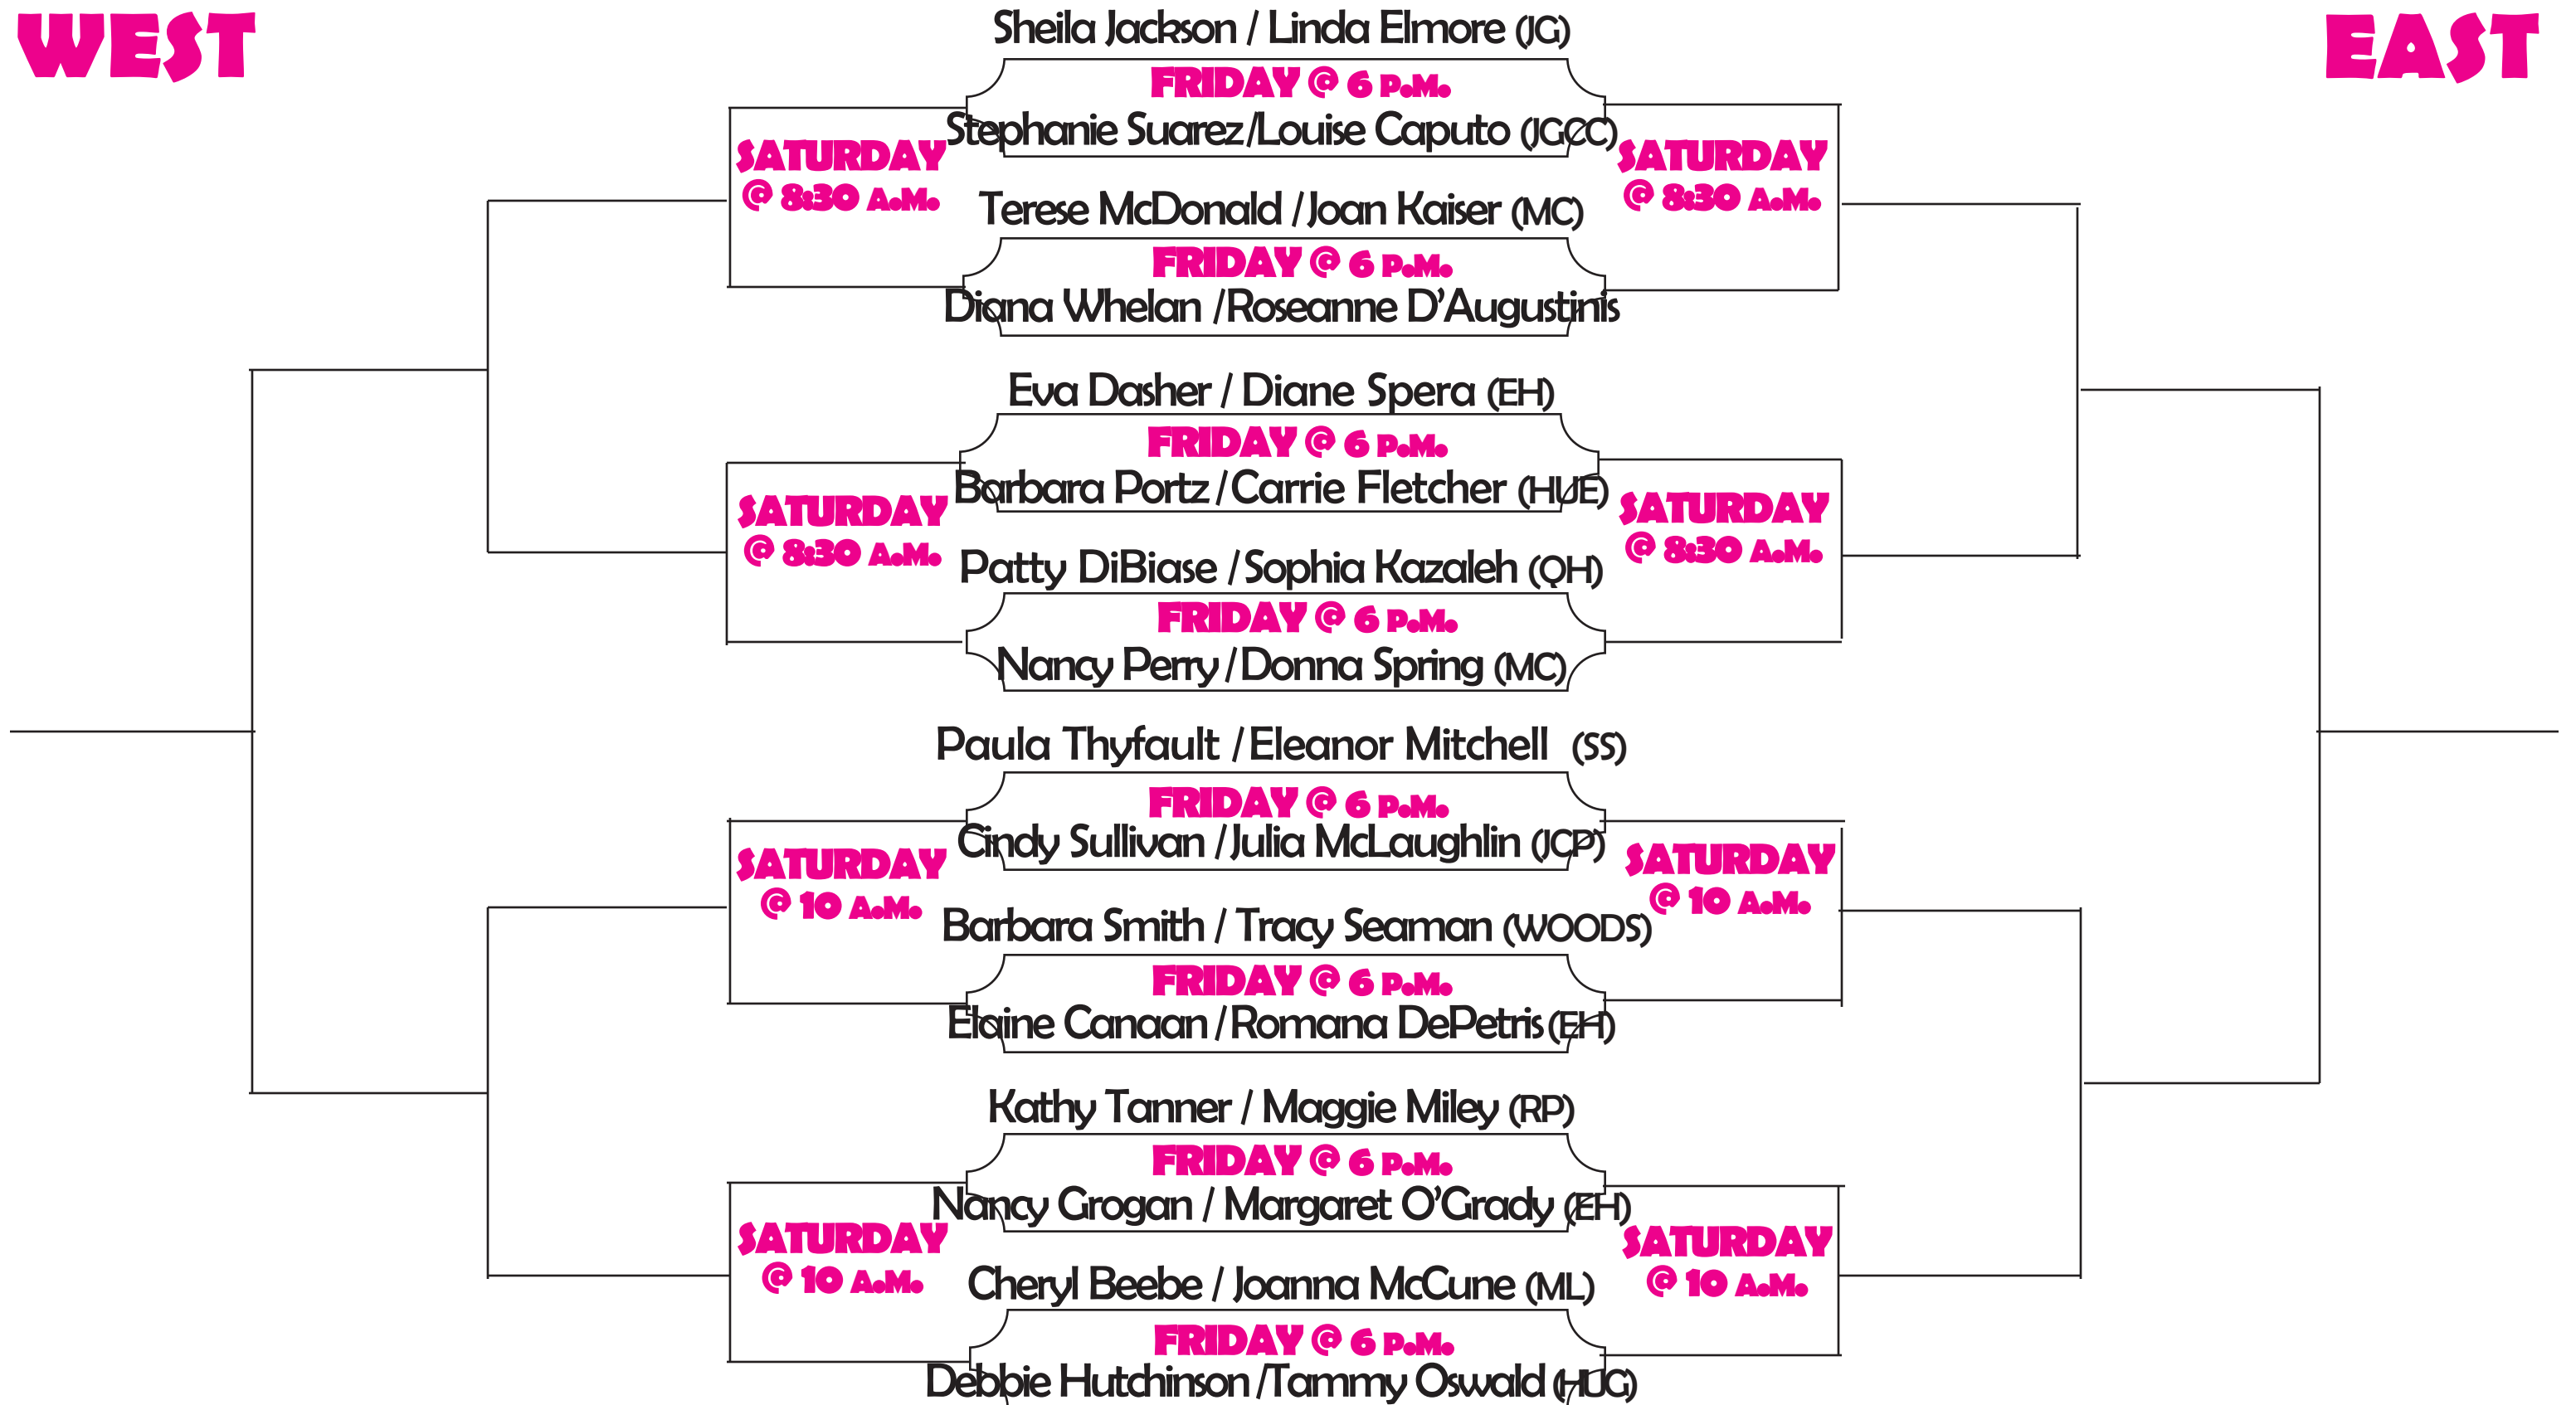 WEST
EAST
Sheila Jackson / Linda Elmore (JG)
FRIDAY @ 6 P.M.
Stephanie Suarez/Louise Caputo (JGCC)
SATURDAY
@ 8:30 A.M.
SATURDAY
@ 8:30 A.M.
Terese McDonald /Joan Kaiser (MC)
FRIDAY @ 6 P.M.
Diana Whelan /Roseanne D'Augustinis
Eva Dasher / Diane Spera (EH)
FRIDAY @ 6 P.M.
Barbara Portz /Carrie Fletcher (HUE)
SATURDAY
@ 8:30 A.M.
SATURDAY
@ 8:30 A.M.
Patty DiBiase /Sophia Kazaleh (QH)
FRIDAY @ 6 P.M.
Nancy Perry /Donna Spring (MC)
Paula Thyfault /Eleanor Mitchell (SS)
FRIDAY @ 6 P.M.
Cindy Sullivan /Julia McLaughlin (JCP)
SATURDAY
@ 10 A.M.
SATURDAY
@ 10 A.M.
Barbara Smith / Tracy Seaman (WOODS)
FRIDAY @ 6 P.M.
Elaine Canaan /Romana DePetris (EH)
Kathy Tanner / Maggie Miley (RP)
FRIDAY @ 6 P.M.
Nancy Grogan / Margaret O'Grady (EH)
SATURDAY
@ 10 A.M.
SATURDAY
@ 10 A.M.
Cheryl Beebe / Joanna McCune (ML)
FRIDAY @ 6 P.M.
Debbie Hutchinson /Tammy Oswald (HUG)